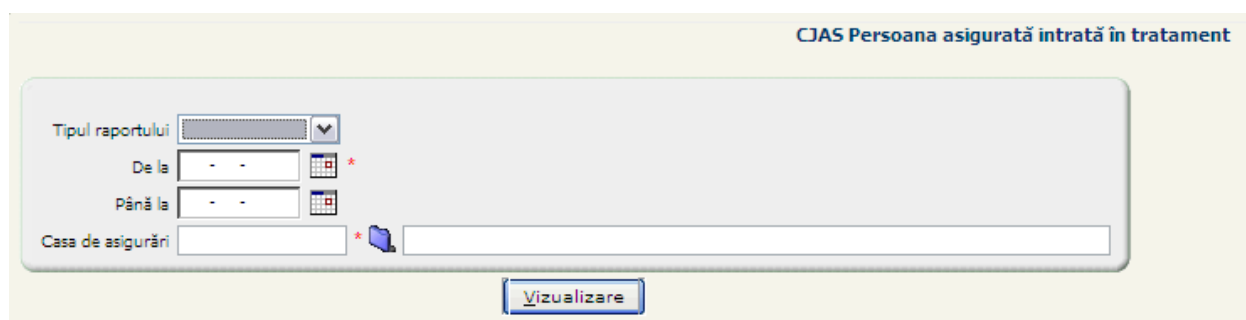 CJAS Persoana asigurată intrată în tratament
Tipul raportului
De la - - *
Până la - -
Casa de asigurări *
Vizualizare